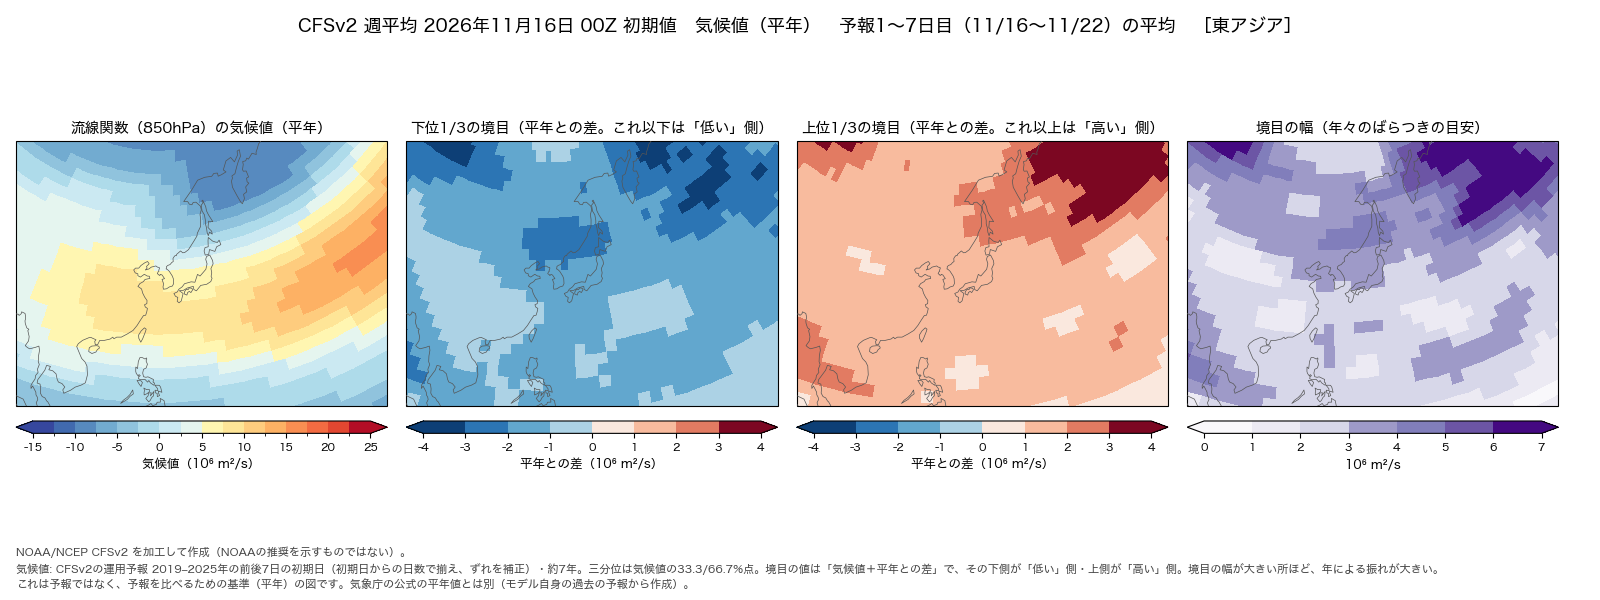 CFSv2 週平均 2026年11月16日 00Z 初期値　気候値（平年）　予報1～7日目（11/16～11/22）の平均　［東アジア］
流線関数（850hPa）の気候値（平年）
下位1/3の境目（平年との差。これ以下は「低い」側）
上位1/3の境目（平年との差。これ以上は「高い」側）
境目の幅（年々のばらつきの目安）
-15 -10 -5 0 5 10 15 20 25
気候値（10⁶ m²/s）
-4 -3 -2 -1 0 1 2 3 4
平年との差（10⁶ m²/s）
-4 -3 -2 -1 0 1 2 3 4
平年との差（10⁶ m²/s）
0 1 2 3 4 5 6 7
10⁶ m²/s
NOAA/NCEP CFSv2 を加工して作成（NOAAの推奨を示すものではない）。
気候値: CFSv2の運用予報 2019–2025年の前後7日の初期日（初期日からの日数で揃え、ずれを補正）・約7年。三分位は気候値の33.3/66.7%点。境目の値は「気候値＋平年との差」で、その下側が「低い」側・上側が「高い」側。境目の幅が大きい所ほど、年による振れが大きい。
これは予報ではなく、予報を比べるための基準（平年）の図です。気象庁の公式の平年値とは別（モデル自身の過去の予報から作成）。